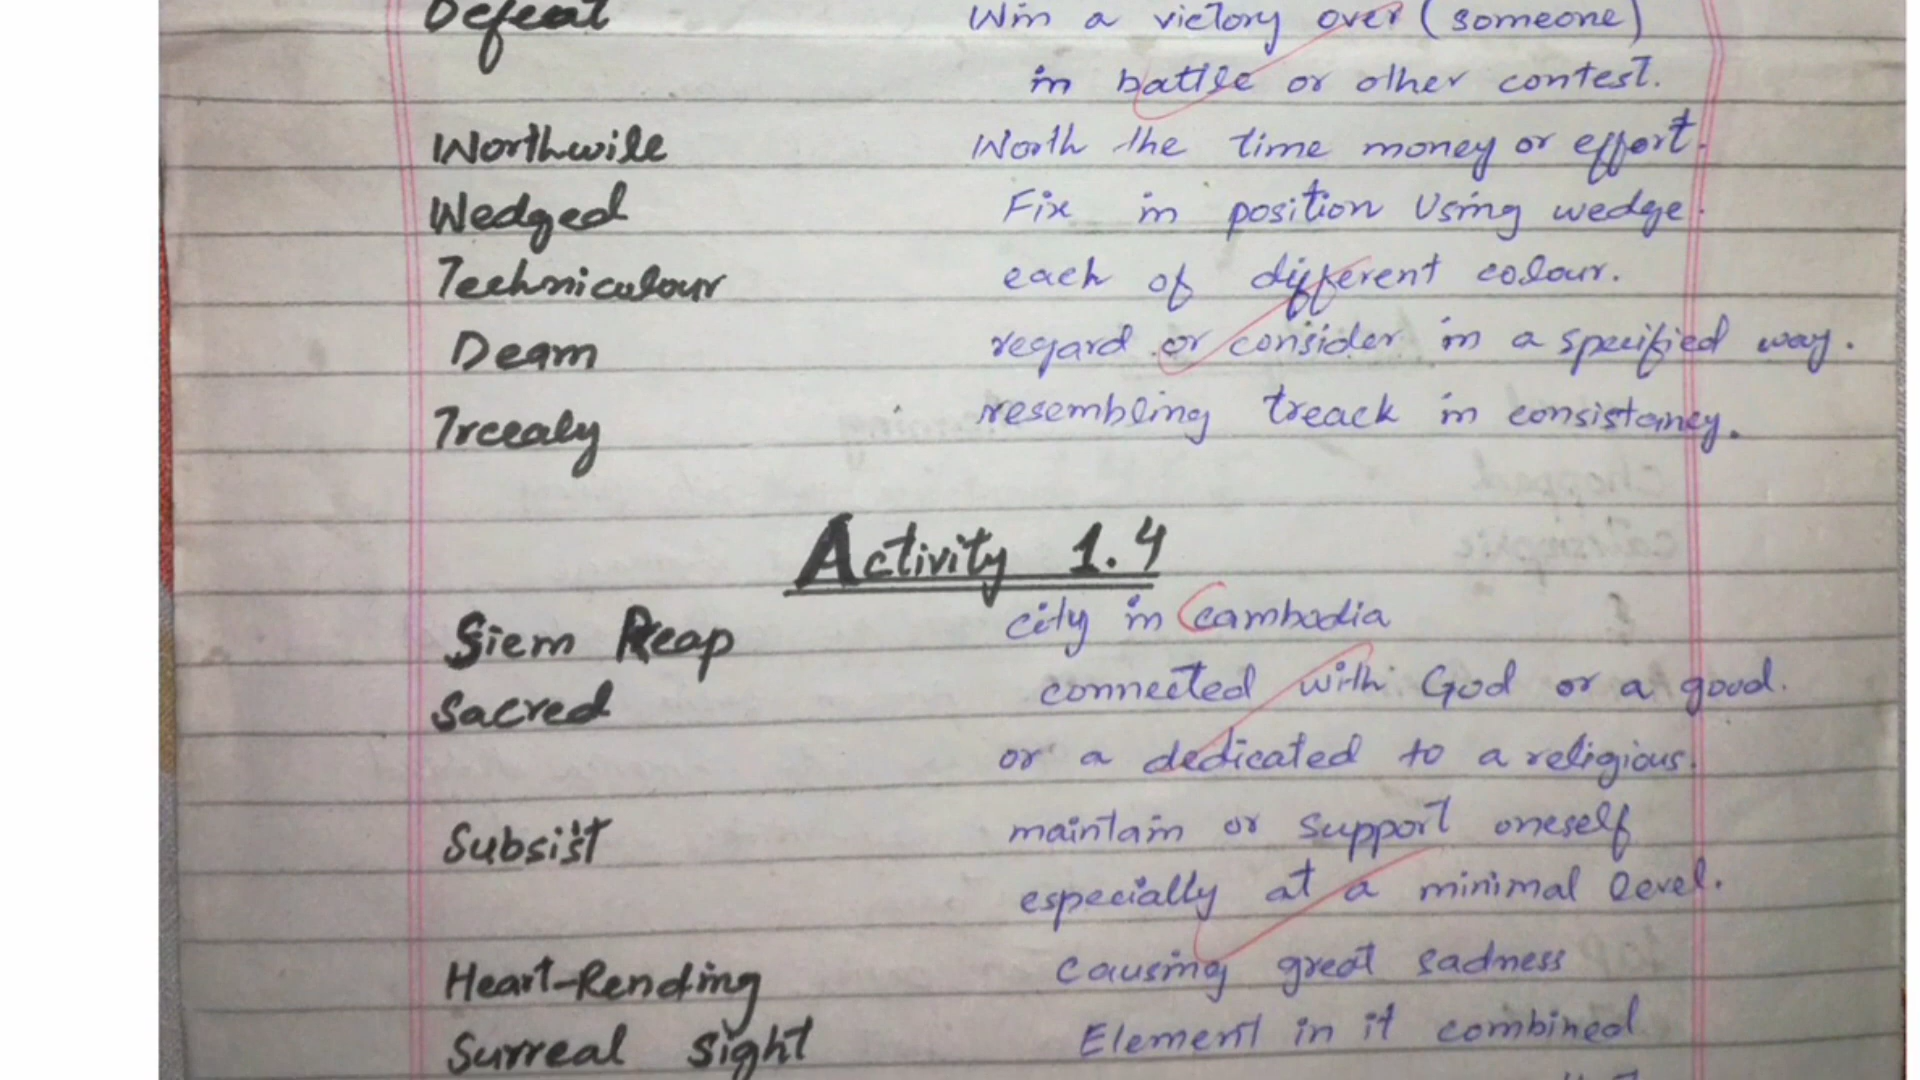 Defeat Win a victory over (someone)
in battle or other contest.
Worthwile Worth the time money or effort.
Wedged Fix in position Using wedge.
Techniculour each of different colour.
Deam regard or consider in a specified way.
Trcealy resembling treack in consistancy.
Activity 1.4
Siem Reap city in Cambodia
Sacred connected with God or a good.
or a dedicated to a religious.
Subsist maintain or support oneself
especially at a minimal level.
Heart-Rending Causing great sadness
Surreal Sight Element in it combined